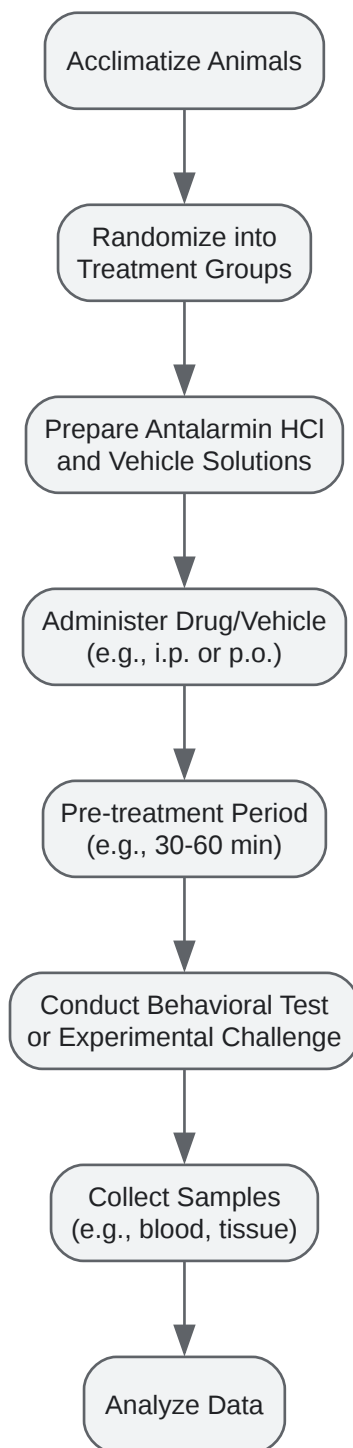 Acclimatize Animals
Randomize into
Treatment Groups
Prepare Antalarmin HCl
and Vehicle Solutions
Administer Drug/Vehicle
(e.g., i.p. or p.o.)
Pre-treatment Period
(e.g., 30-60 min)
Conduct Behavioral Test
or Experimental Challenge
Collect Samples
(e.g., blood, tissue)
Analyze Data